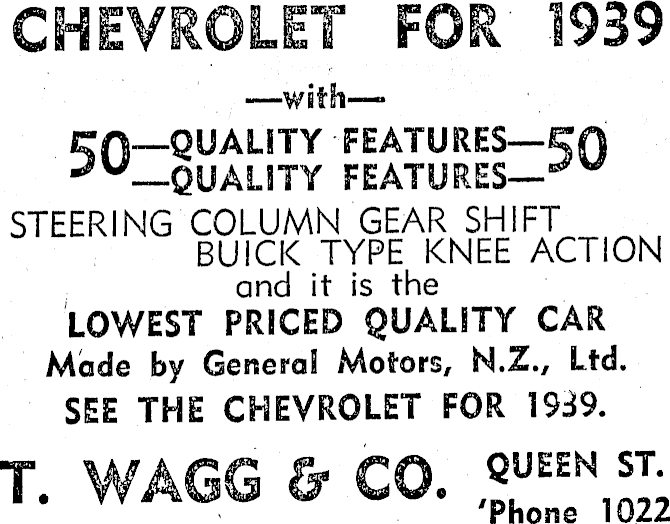 CHEVROLET FOR 1939
—with—
50—QUALITY FEATURES—50
—QUALITY FEATURES—
STEERING COLUMN GEAR SHIFT
BUICK TYPE KNEE ACTION
and it is the
LOWEST PRICED QUALITY CAR
Made by General Motors, N.Z., Ltd.
SEE THE CHEVROLET FOR 1939.
T. WAGG & CO. QUEEN ST.
'Phone 1022